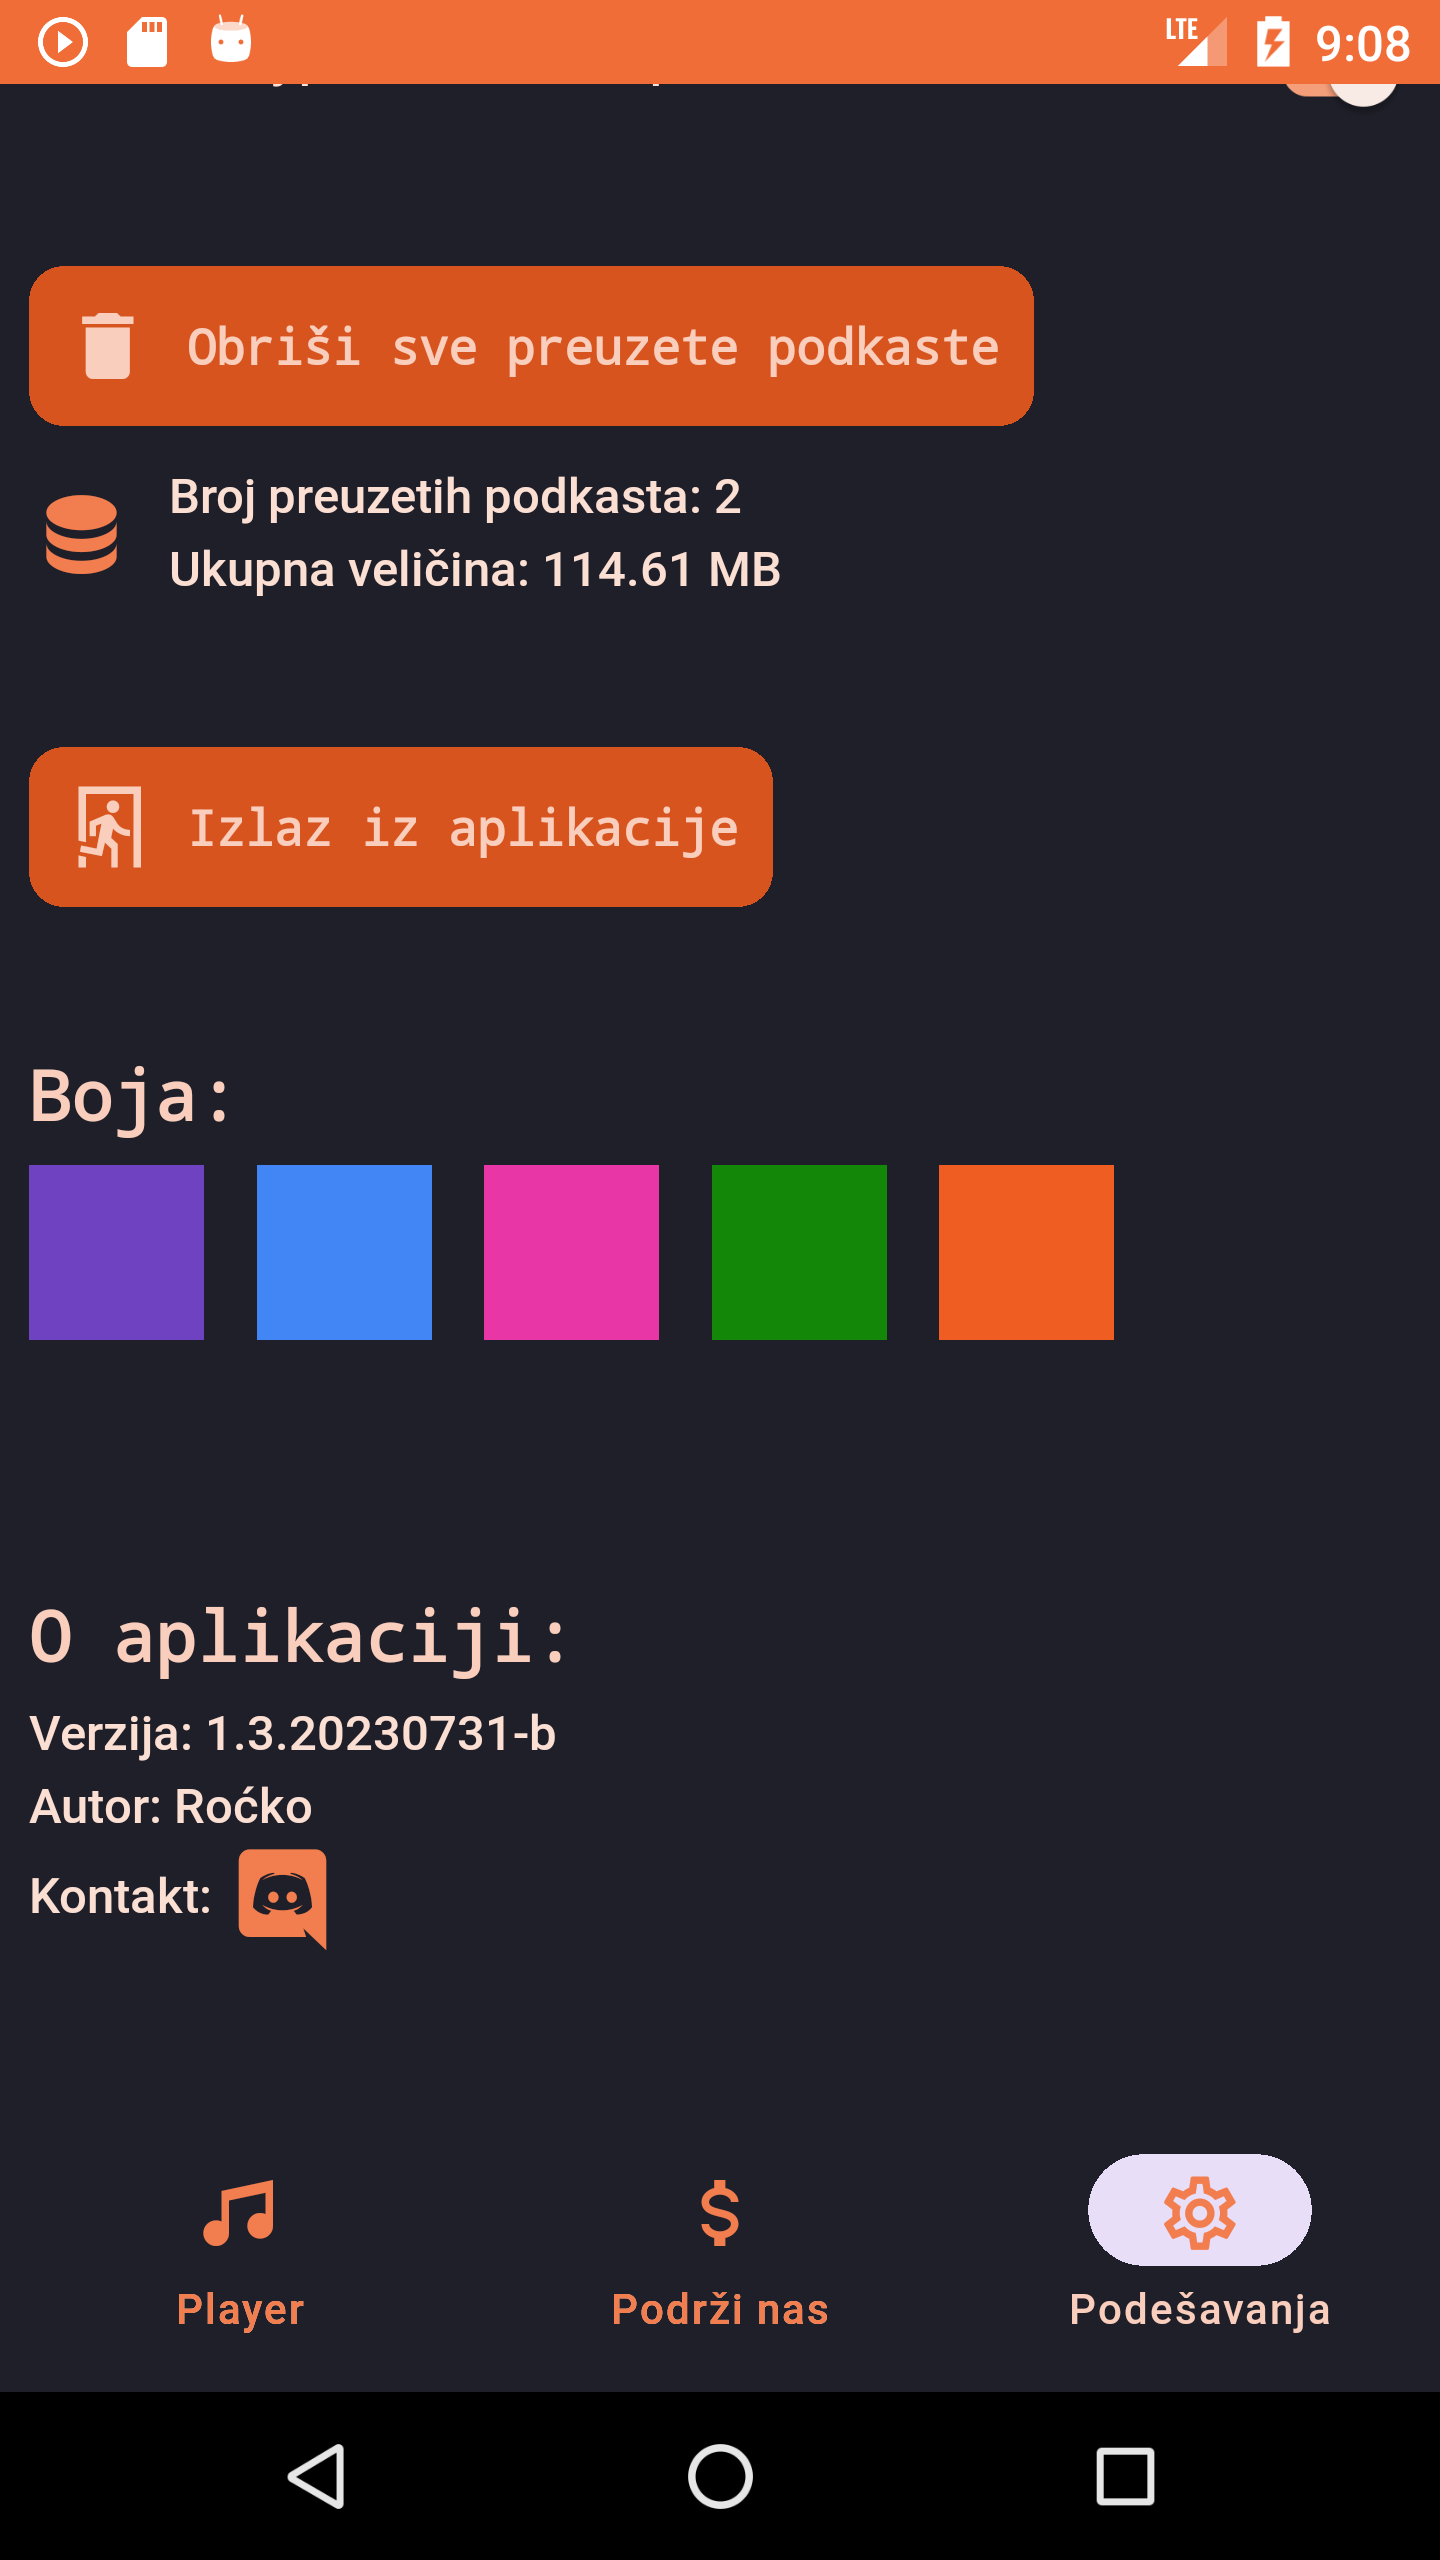 LTE 9:08
Obriši sve preuzete podkaste
Broj preuzetih podkasta: 2
Ukupna veličina: 114.61 MB
Izlaz iz aplikacije
Boja:
O aplikaciji:
Verzija: 1.3.20230731-b
Autor: Roćko
Kontakt:
Player
Podrži nas
Podešavanja